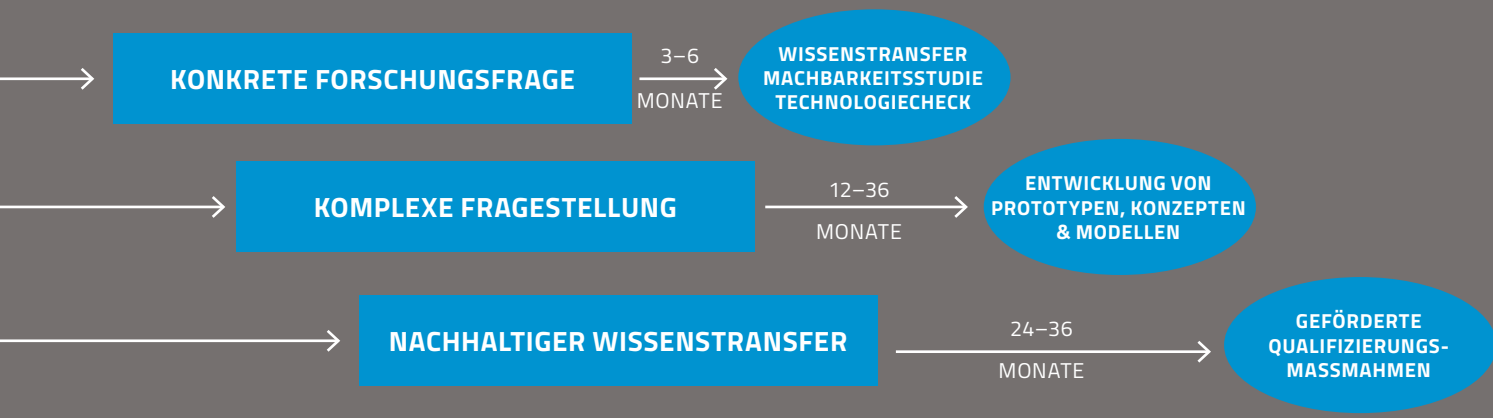 KONKRETE FORSCHUNGSFRAGE
3–6
MONATE
WISSENSTRANSFER
MACHBARKEITSSTUDIE
TECHNOLOGIECHECK
KOMPLEXE FRAGESTELLUNG
12–36
MONATE
ENTWICKLUNG VON
PROTOTYPEN, KONZEPTEN
& MODELLEN
NACHHALTIGER WISSENSTRANSFER
24–36
MONATE
GEFÖRDERTE
QUALIFIZIERUNGS-
MASSMAHMEN